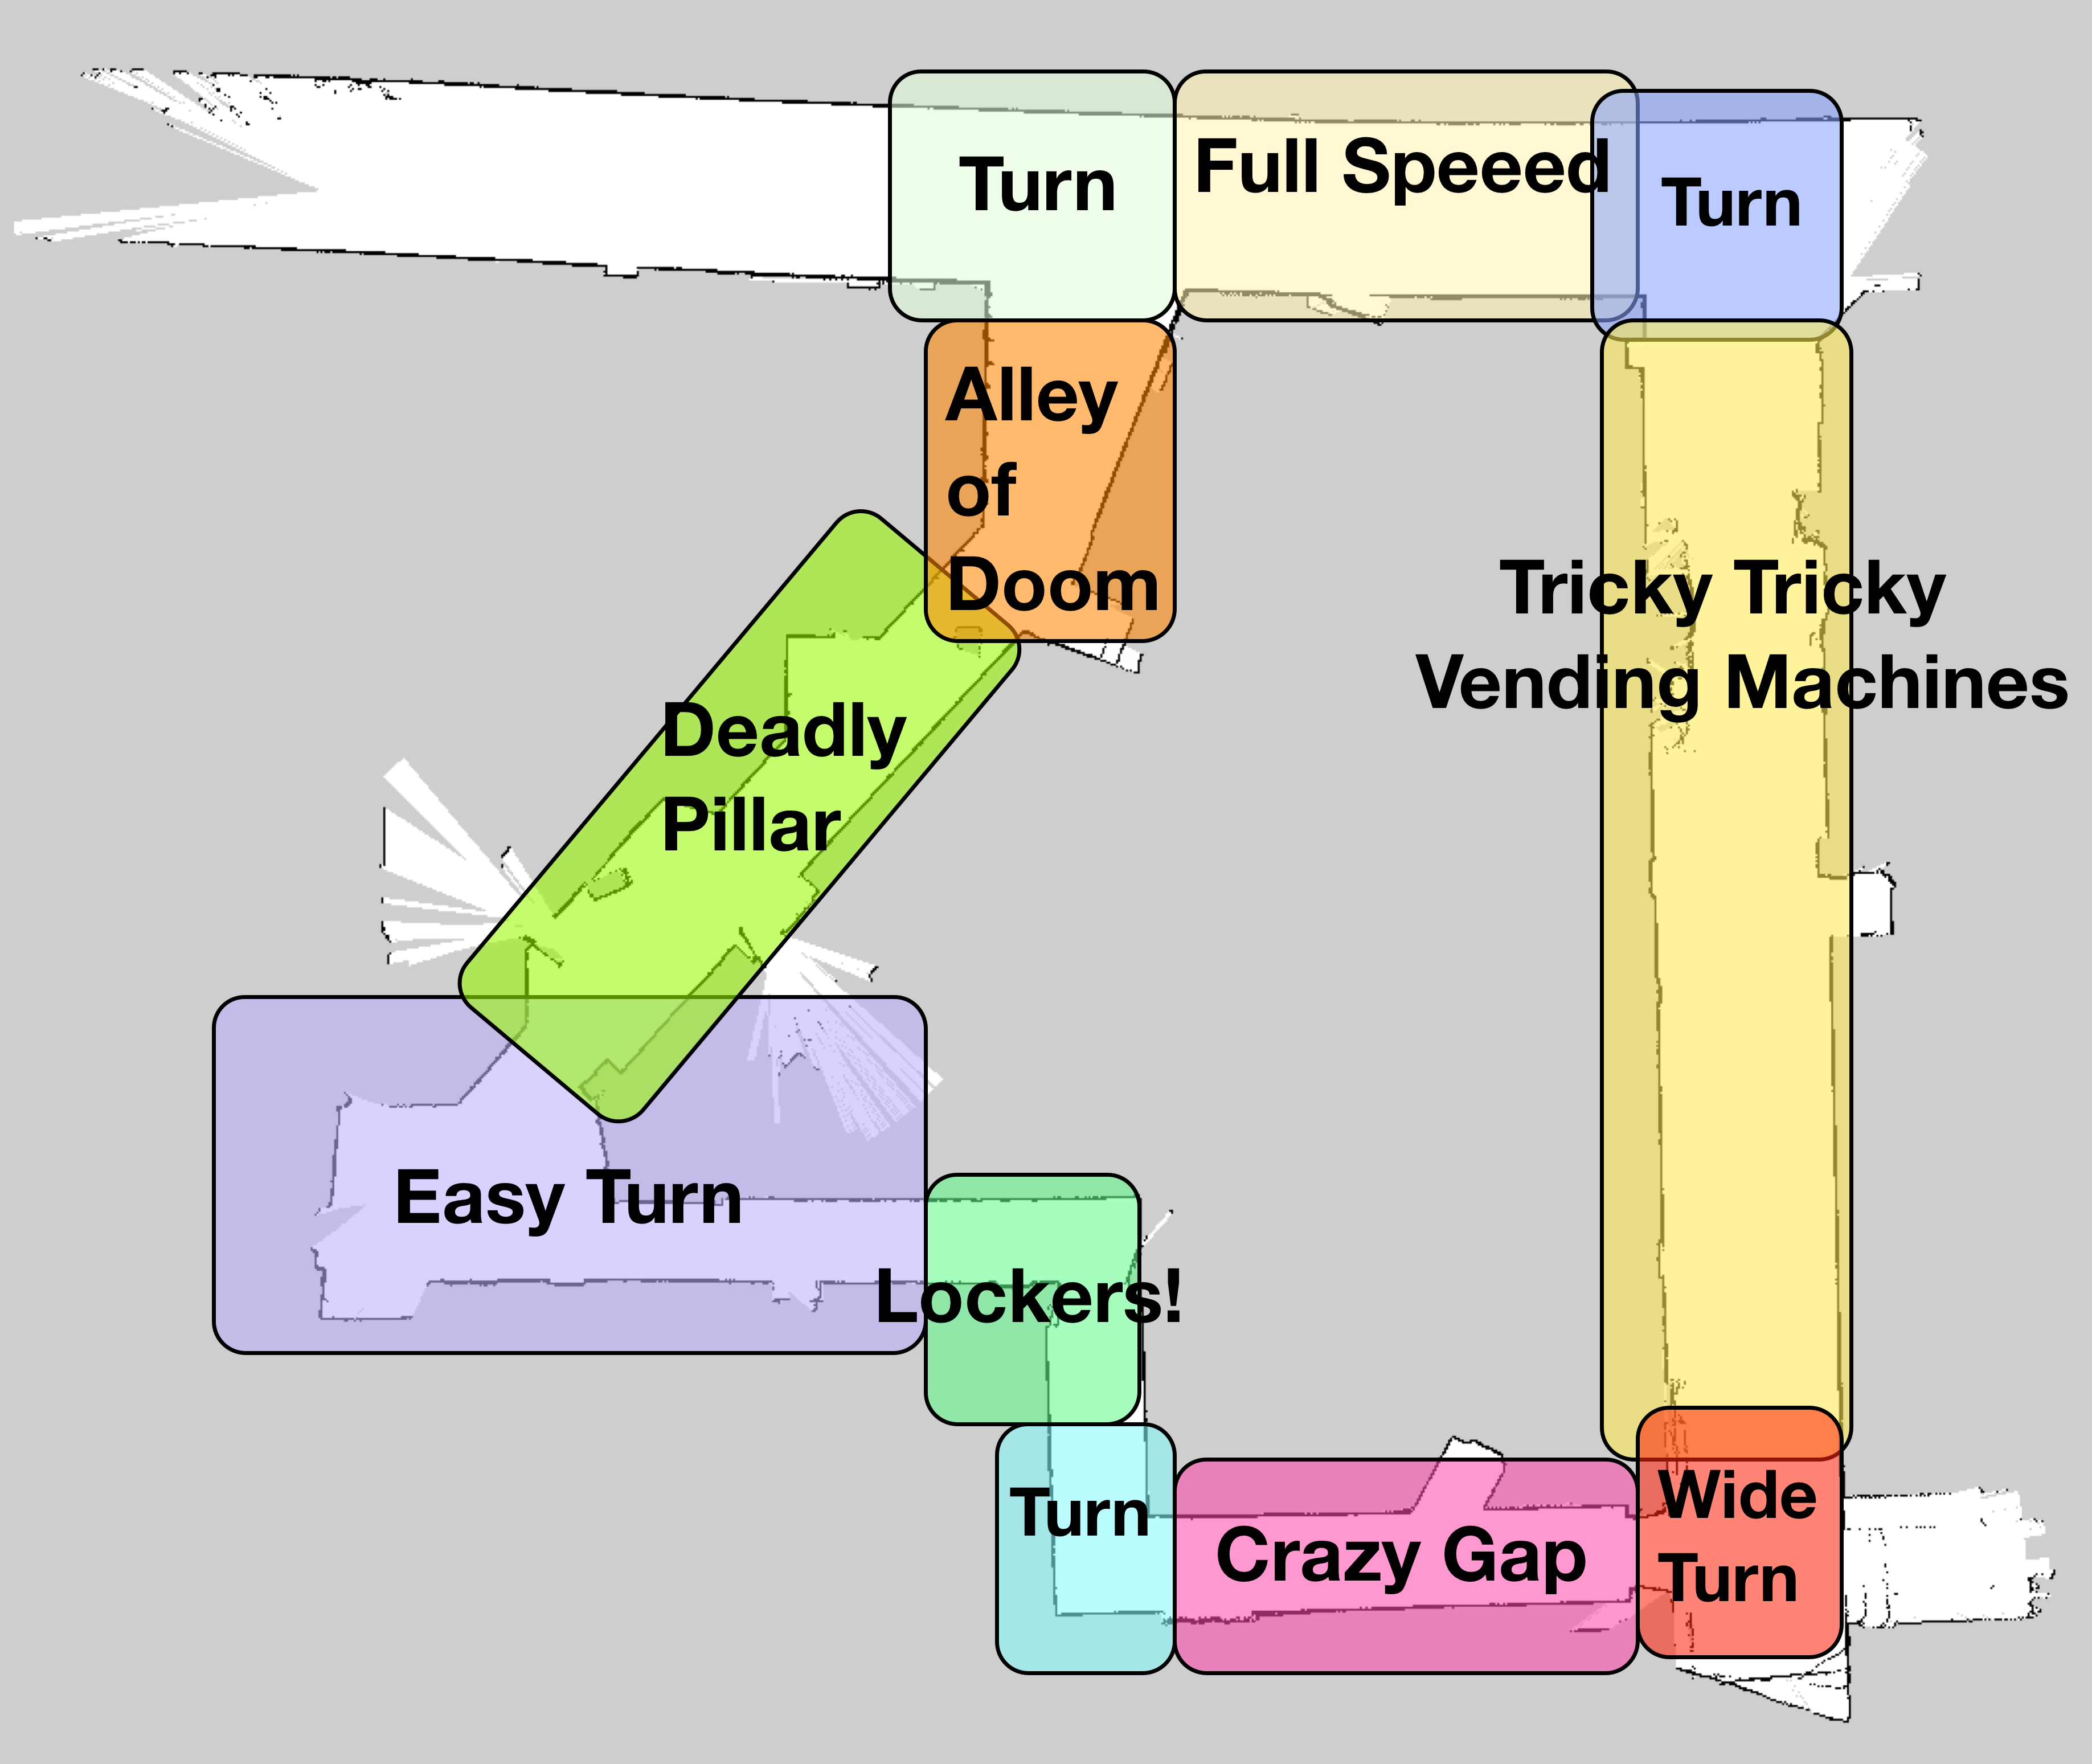 Turn
Full Speeed
Turn
Alley
of
Doom
Tricky Tricky
Vending Machines
Deadly
Pillar
Easy Turn
Lockers!
Turn
Crazy Gap
Wide
Turn